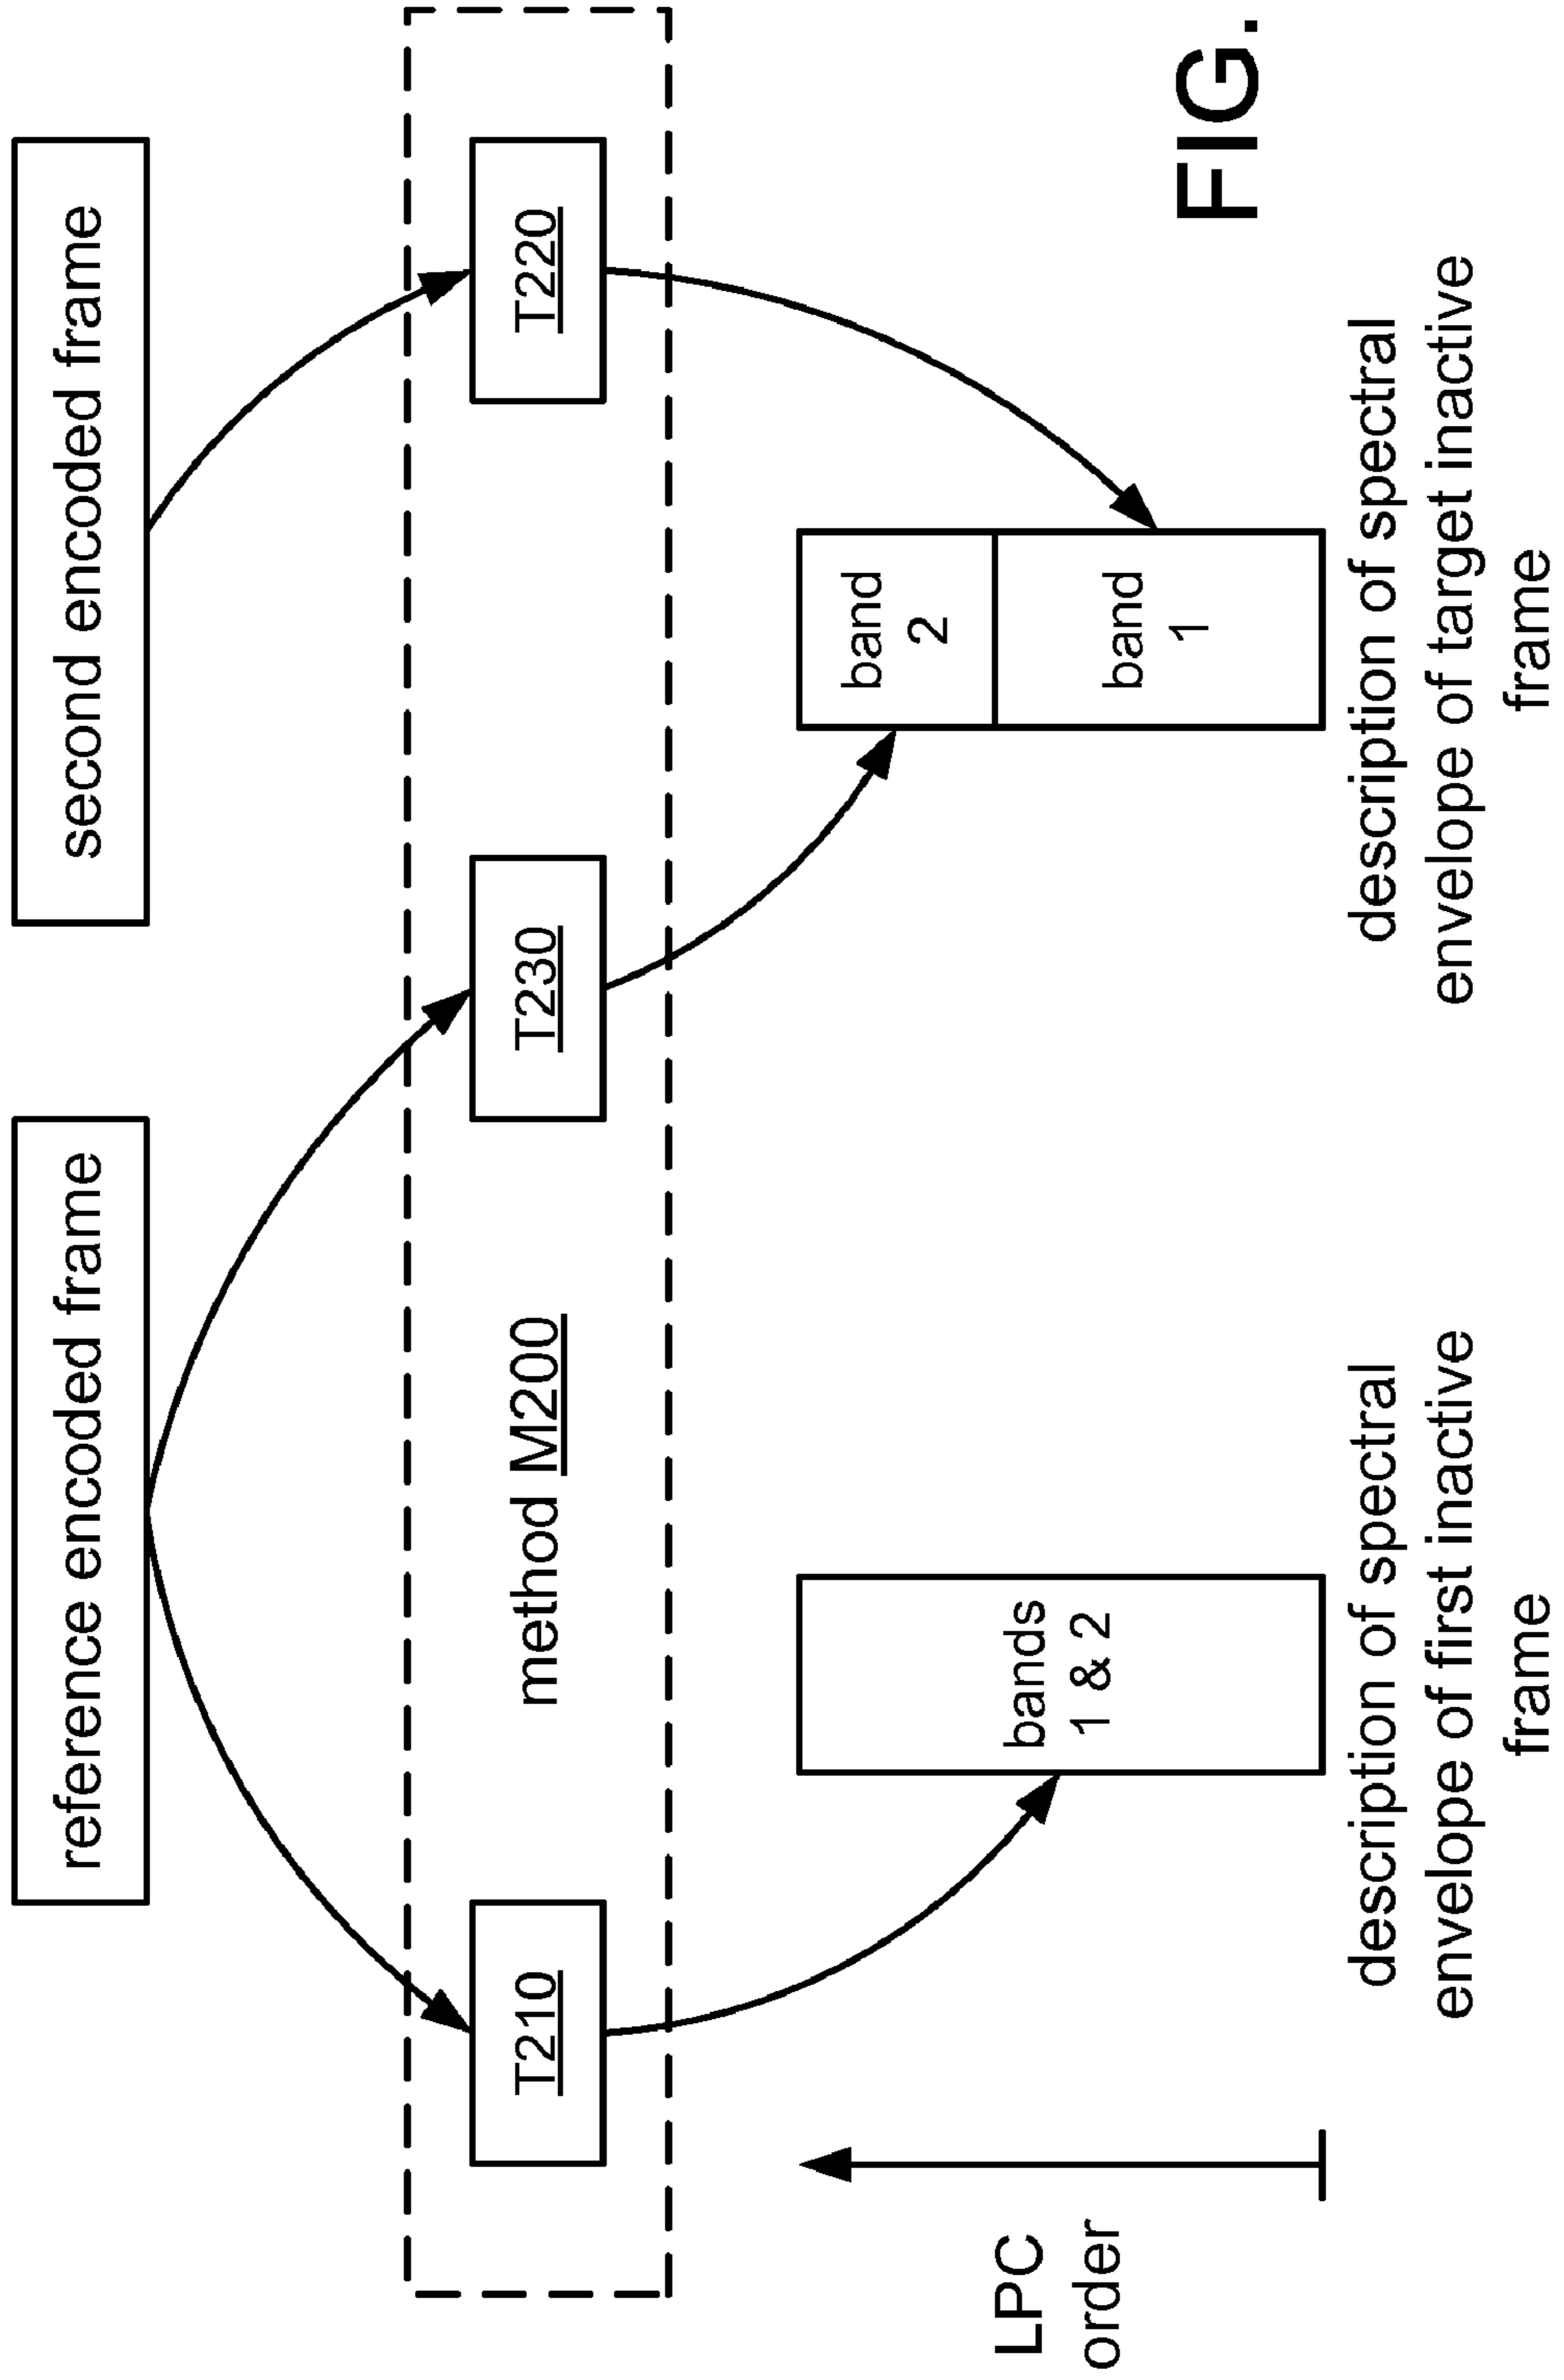 reference encoded frame
second encoded frame
T210
method M200
T230
T220
LPC
order
bands
1 & 2
band
2
band
1
description of spectral
envelope of first inactive
frame
description of spectral
envelope of target inactive
frame
FIG.